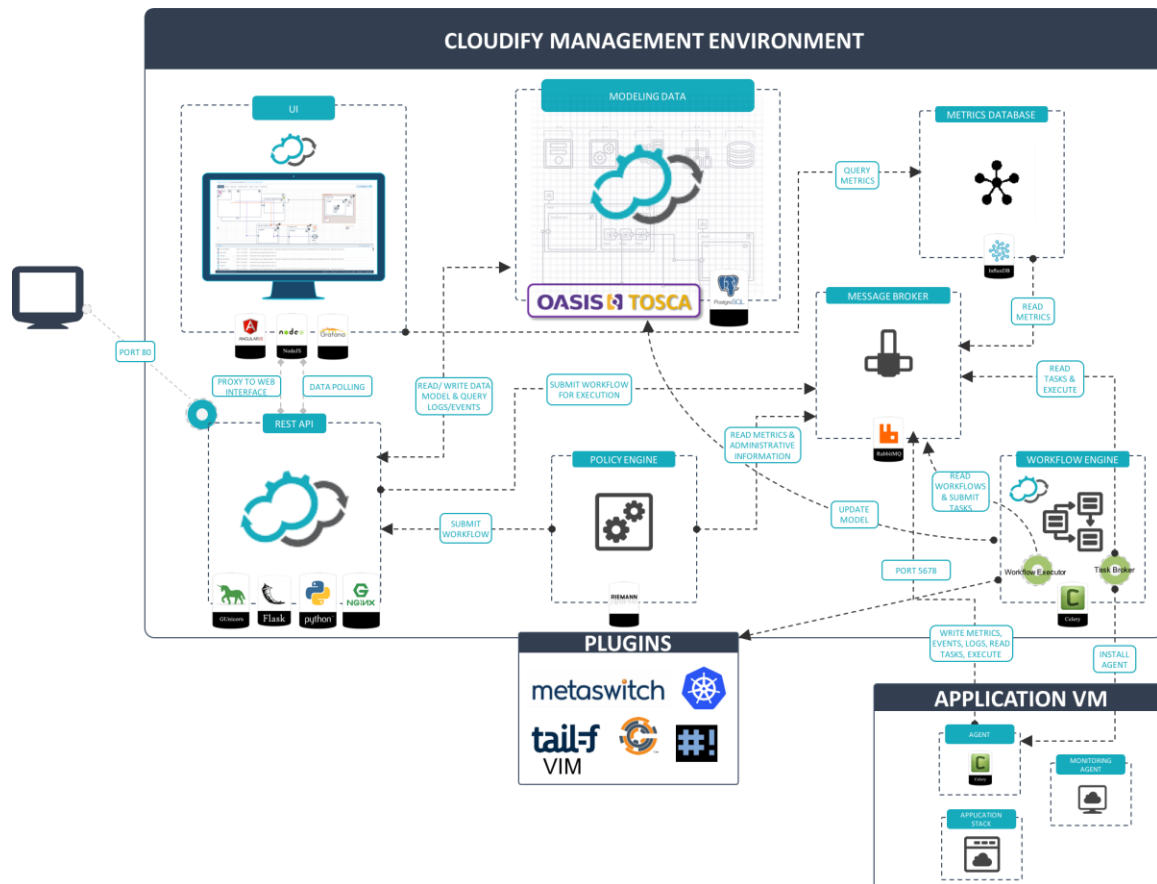 CLOUDIFY MANAGEMENT ENVIRONMENT
UI
MODELING DATA
METRICS DATABASE
QUERY
METRICS
InfluxDB
PostgreSQL
OASIS TOSCA
MESSAGE BROKER
READ
METRICS
ANGULARJS
node
NodeJS
Grafana
PORT 80
PROXY TO WEB
INTERFACE
DATA POLLING
READ/ WRITE DATA
MODEL & QUERY
LOGS/EVENTS
SUBMIT WORKFLOW
FOR EXECUTION
READ
TASKS &
EXECUTE
REST API
READ METRICS &
ADMINISTRATIVE
INFORMATION
RabbitMQ
POLICY ENGINE
WORKFLOW ENGINE
READ
WORKFLOWS
& SUBMIT
TASKS
SUBMIT
WORKFLOW
UPDATE
MODEL
PORT 5678
Workflow Executor
Task Broker
GUnicorn
Flask
python
NGINX
RIEMANN
C
Celery
PLUGINS
WRITE METRICS,
EVENTS, LOGS, READ
TASKS, EXECUTE
INSTALL
AGENT
metaswitch
tail-f
VIM
#!
APPLICATION VM
AGENT
C
Celery
MONITORING
AGENT
APPLICATION
STACK